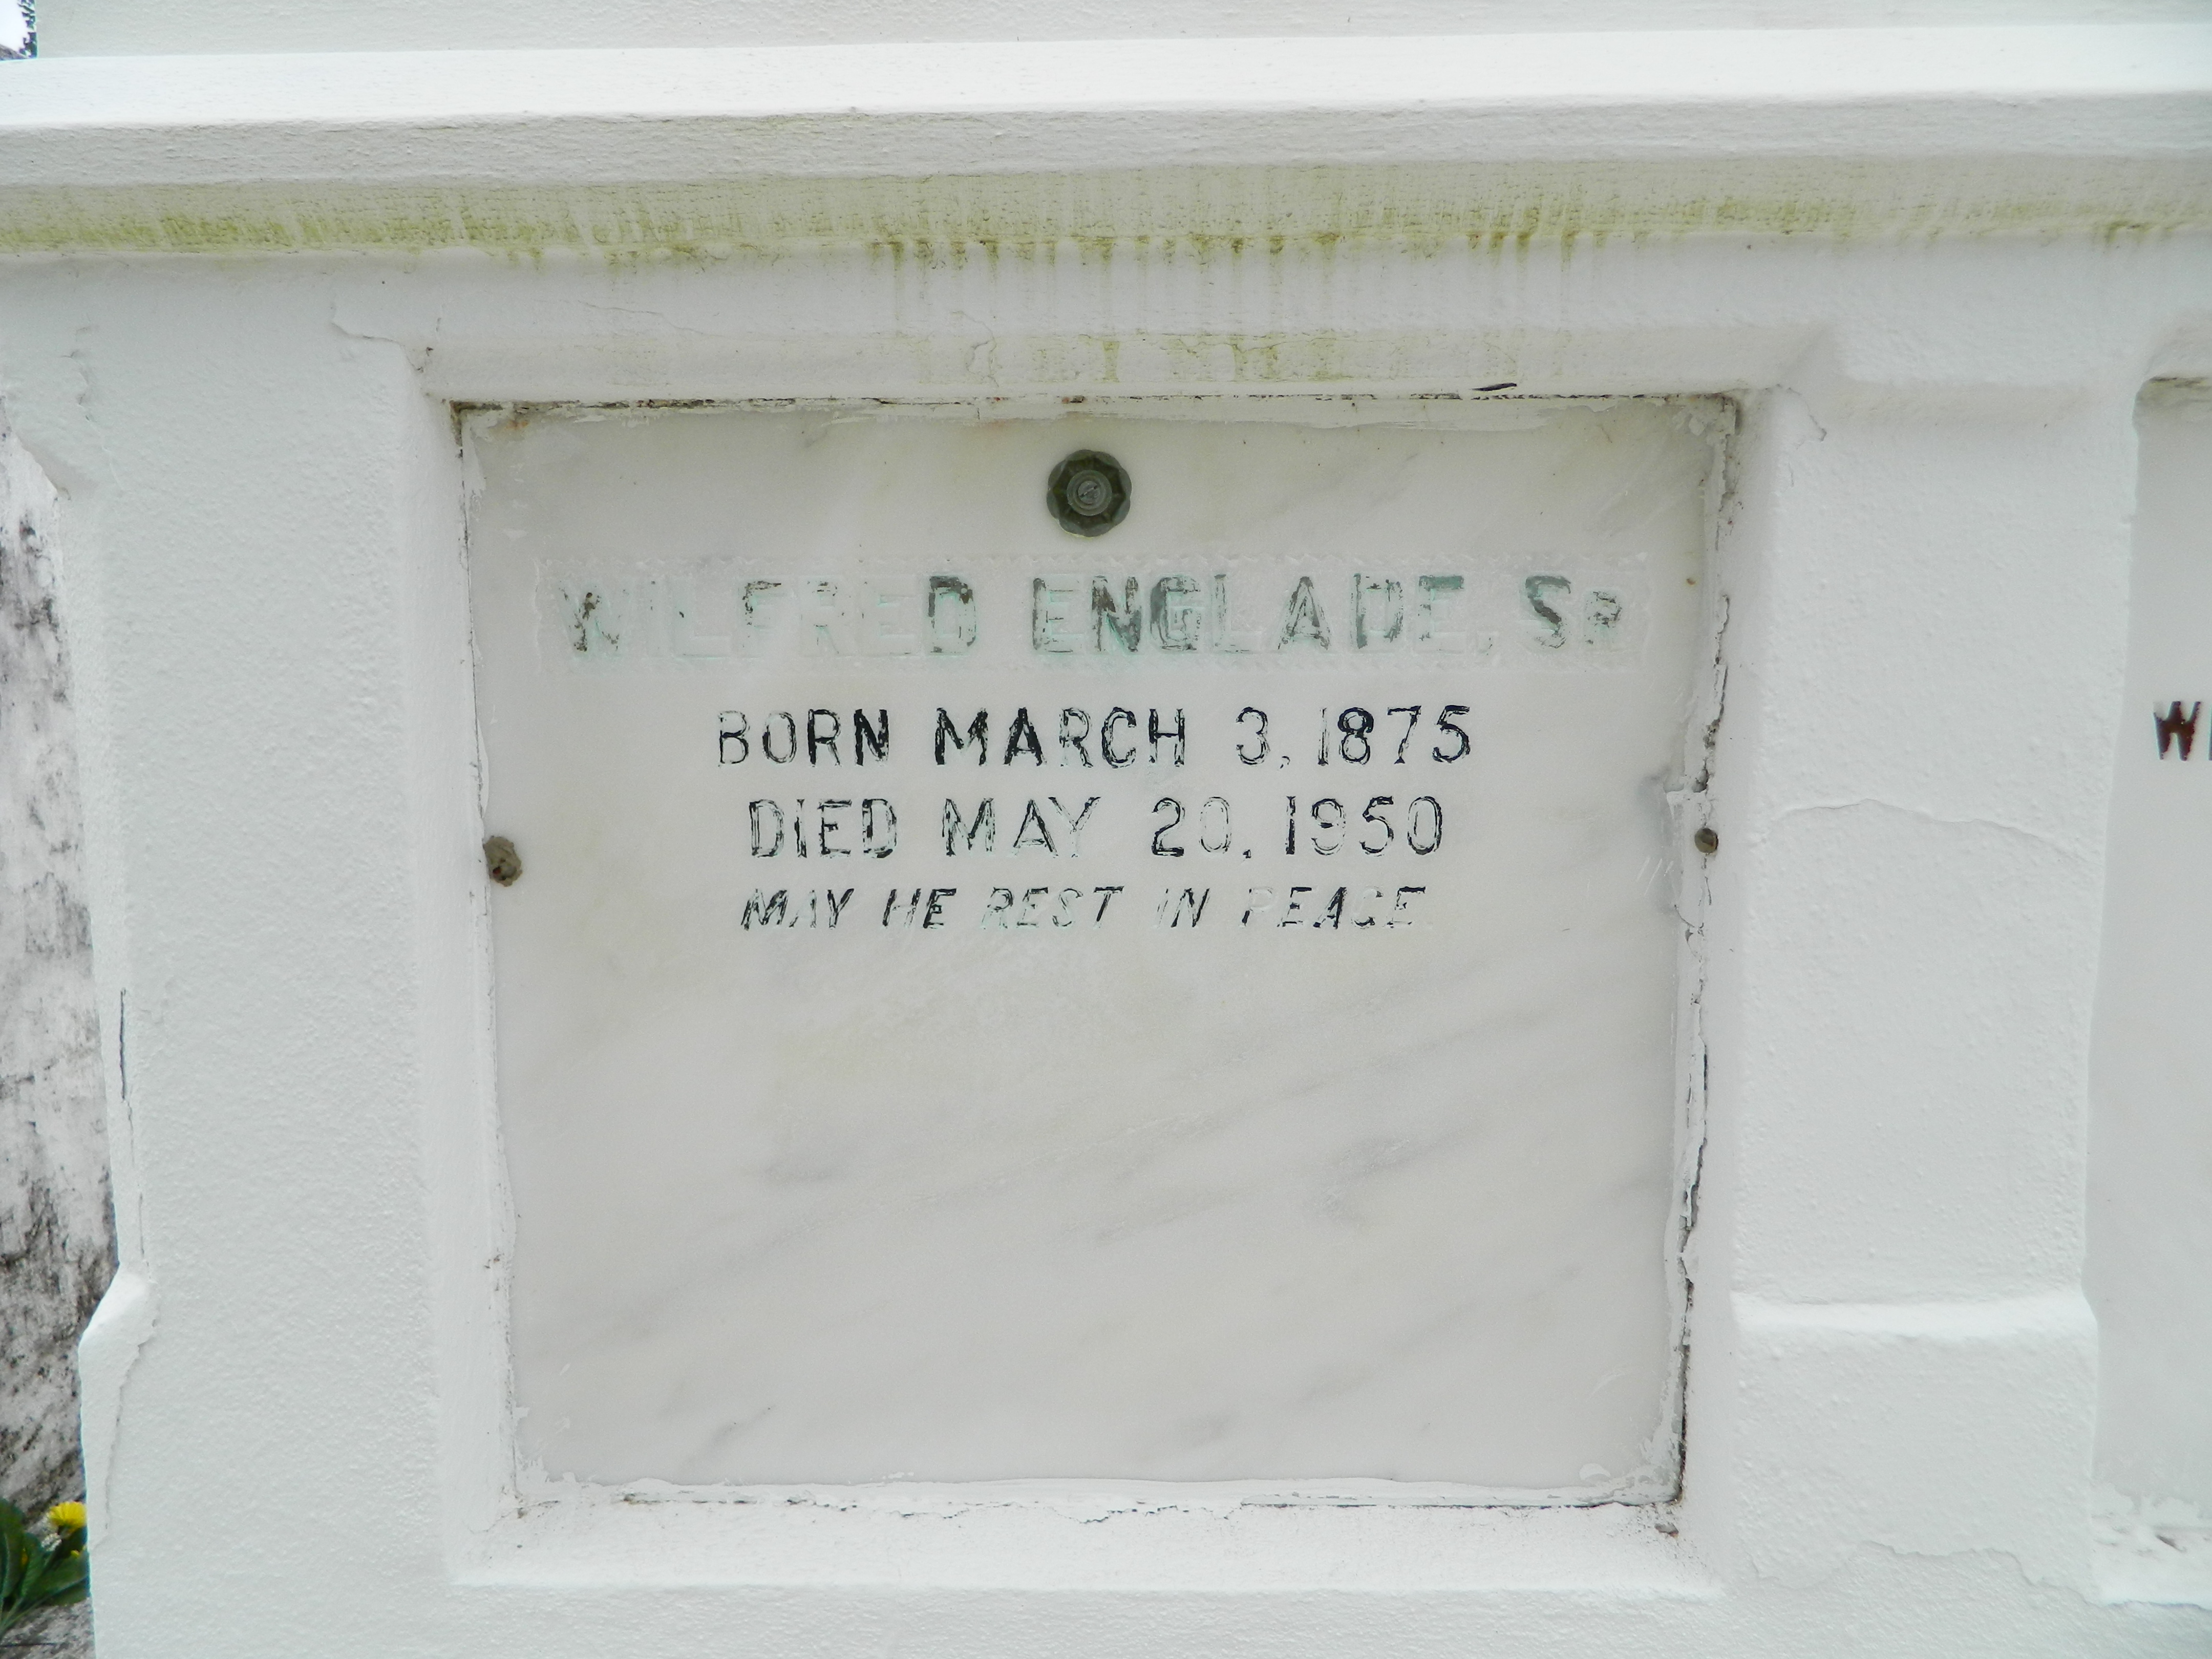 WILFRED ENGLADE, SR
BORN MARCH 3, 1875
DIED MAY 20, 1950
MAY HE REST IN PEACE